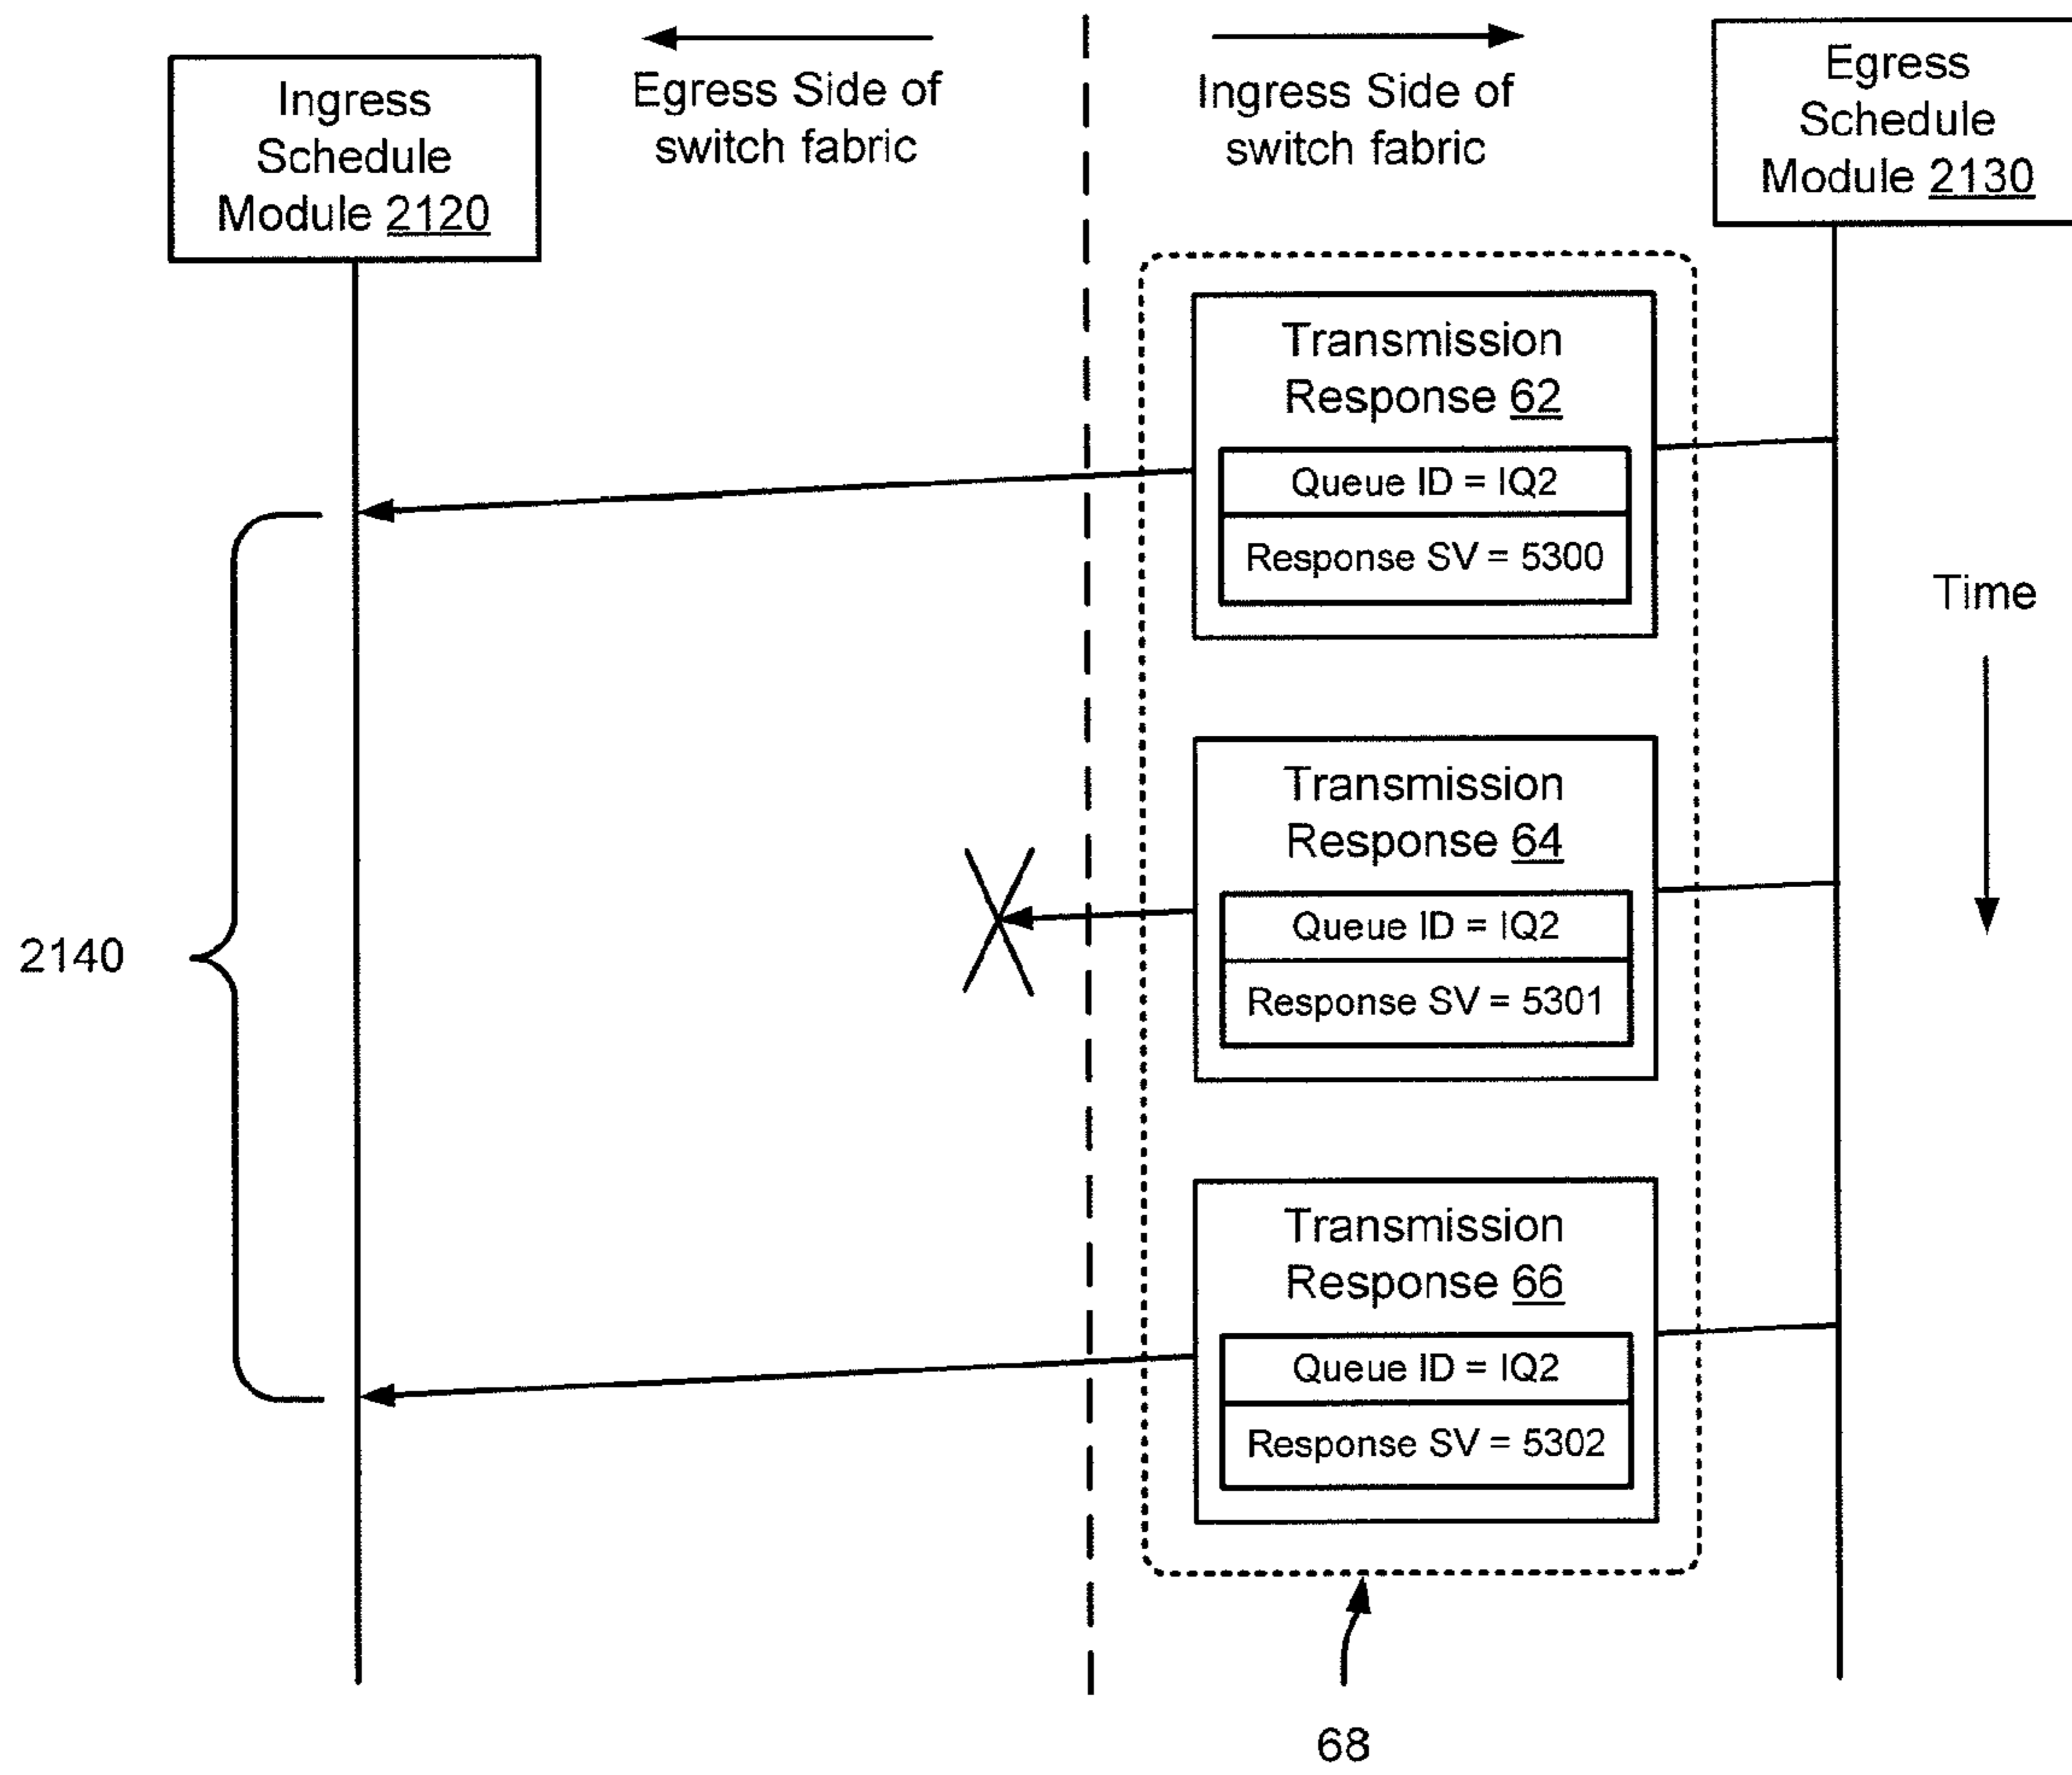 Ingress
Schedule
Module 2120
Egress Side of
switch fabric
Ingress Side of
switch fabric
Egress
Schedule
Module 2130
Transmission
Response 62
Queue ID = IQ2
Response SV = 5300
Time
Transmission
Response 64
Queue ID = IQ2
Response SV = 5301
2140
Transmission
Response 66
Queue ID = IQ2
Response SV = 5302
68